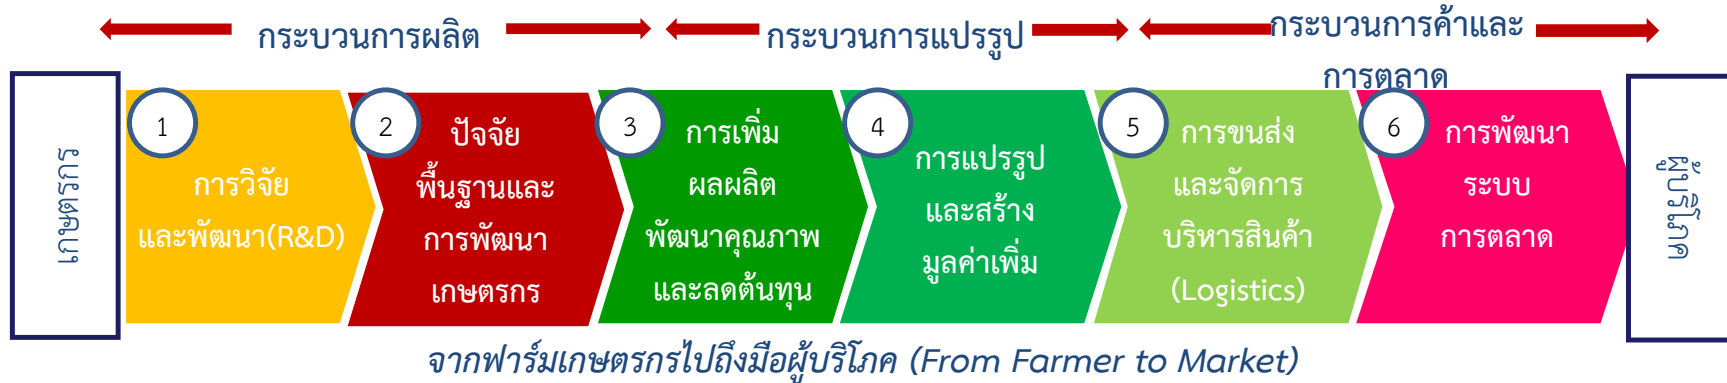 กระบวนการผลิต
กระบวนการแปรรูป
กระบวนการค้าและ
การตลาด
เกษตรกร
1
การวิจัย
และพัฒนา(R&D)
2
ปัจจัย
พื้นฐานและ
การพัฒนา
เกษตรกร
3
การเพิ่ม
ผลผลิต
พัฒนาคุณภาพ
และลดต้นทุน
4
การแปรรูป
และสร้าง
มูลค่าเพิ่ม
5
การขนส่ง
และจัดการ
บริหารสินค้า
(Logistics)
6
การพัฒนา
ระบบ
การตลาด
ผู้บริโภค
จากฟาร์มเกษตรกรไปถึงมือผู้บริโภค (From Farmer to Market)